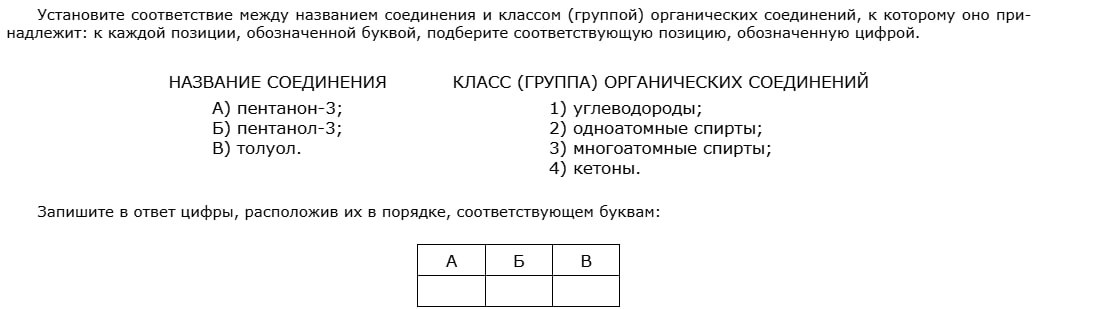 Установите соответствие между названием соединения и классом (группой) органических соединений, к которому оно при-
надлежит: к каждой позиции, обозначенной буквой, подберите соответствующую позицию, обозначенную цифрой.
НАЗВАНИЕ СОЕДИНЕНИЯ
А) пентанон-3;
Б) пентанол-3;
В) толуол.
КЛАСС (ГРУППА) ОРГАНИЧЕСКИХ СОЕДИНЕНИЙ
1) углеводороды;
2) одноатомные спирты;
3) многоатомные спирты;
4) кетоны.
Запишите в ответ цифры, расположив их в порядке, соответствующем буквам:
А Б В